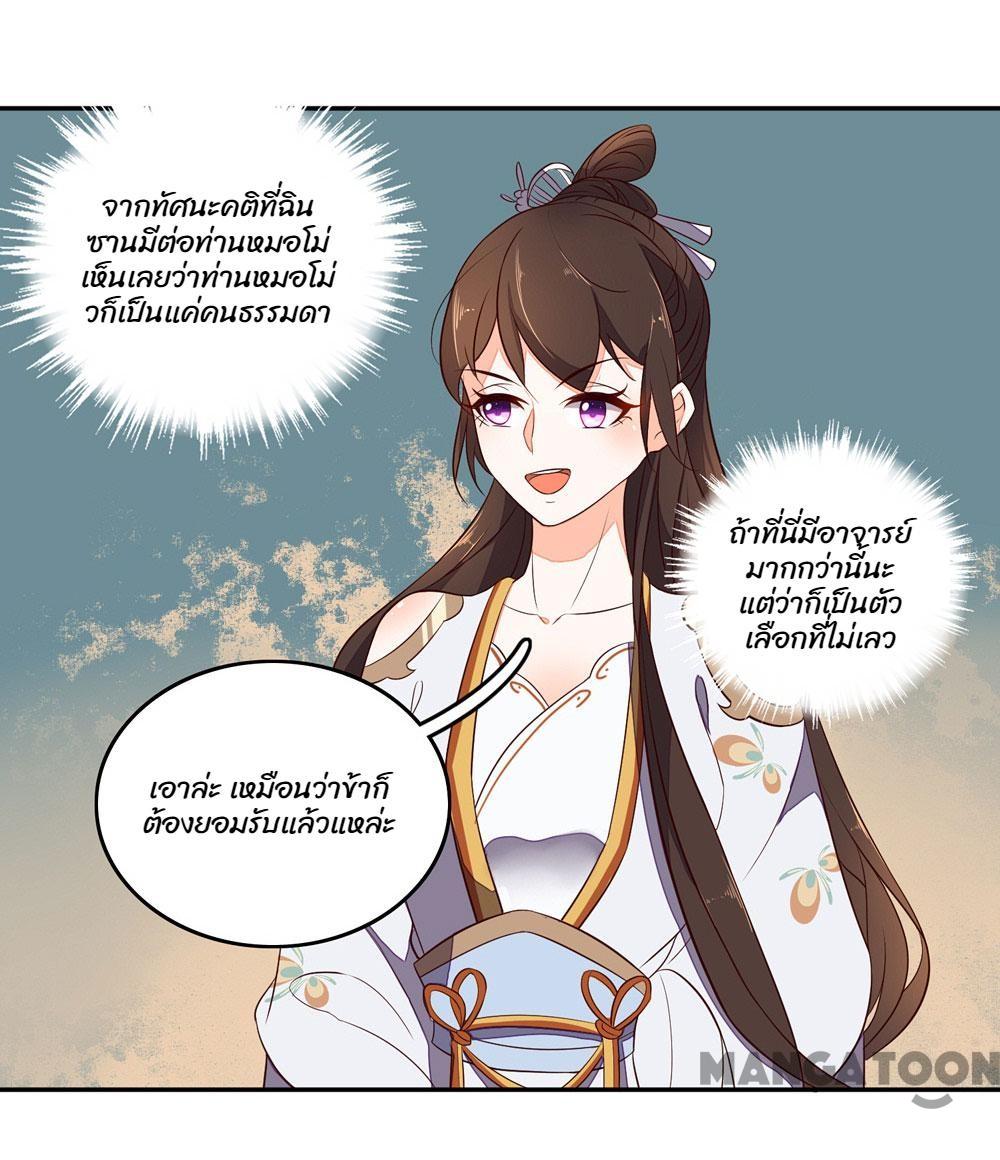 จากทัศนะคติที่ฉิน
ซานมีต่อท่านหมอโม่
เห็นเลยว่าท่านหมอโม่
วก็เป็นแค่คนธรรมดา
ถ้าที่นี่มีอาจารย์
มากกว่านี้นะ
แต่ว่าก็เป็นตัว
เลือกที่ไม่เลว
เอาล่ะ เหมือนว่าข้าก็
ต้องยอมรับแล้วแหล่ะ
MANGATOON